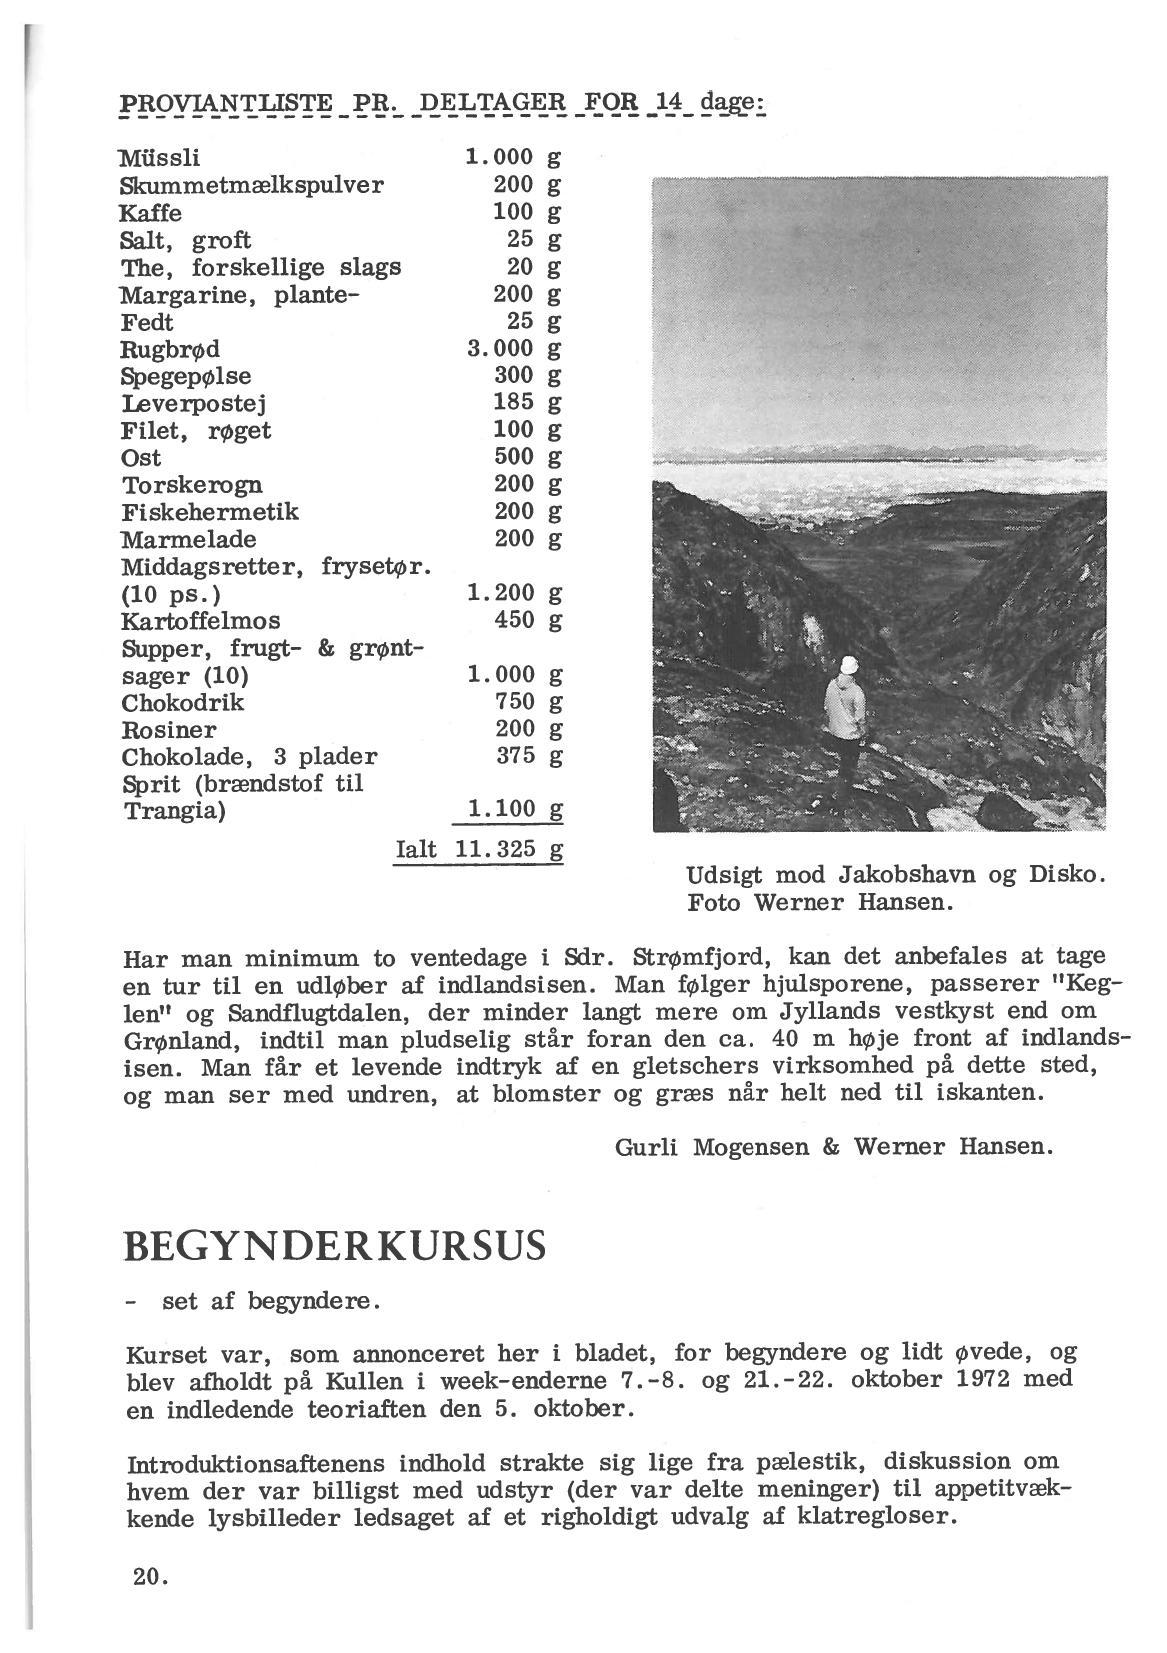 PROVIANTLISTE PR. DELTAGER FOR 14 dage:
Müssli 1.000 g
Skummetmælkspulver 200 g
Kaffe 100 g
Salt, groft 25 g
The, forskellige slags 20 g
Margarine, plante- 200 g
Fedt 25 g
Rugbrød 3.000 g
Spegepølse 300 g
Leverpostej 185 g
Filet, røget 100 g
Ost 500 g
Torskerogn 200 g
Fiskehermetik 200 g
Marmelade 200 g
Middagsretter, frysetør.
(10 ps.) 1.200 g
Kartoffelmos 450 g
Supper, frugt- & grønt-
sager (10) 1.000 g
Chokodrik 750 g
Rosiner 200 g
Chokolade, 3 plader 375 g
Sprit (brændstof til
Trangia) 1.100 g
Ialt 11.325 g
Udsigt mod Jakobshavn og Disko.
Foto Werner Hansen.
Har man minimum to ventedage i Sdr. Strømfjord, kan det anbefales at tage
en tur til en udløber af indlandsisen. Man følger hjulsporene, passerer "Keg-
len" og Sandflugtdalen, der minder langt mere om Jyllands vestkyst end om
Grønland, indtil man pludselig står foran den ca. 40 m høje front af indlands-
isen. Man får et levende indtryk af en gletschers virksomhed på dette sted,
og man ser med undren, at blomster og græs når helt ned til iskanten.
Gurli Mogensen & Werner Hansen.
BEGYNDERKURSUS
- set af begyndere.
Kurset var, som annonceret her i bladet, for begyndere og lidt øvede, og
blev afholdt på Kullen i week-enderne 7.-8. og 21.-22. oktober 1972 med
en indledende teoriaften den 5. oktober.
Introduktionsaftenens indhold strakte sig lige fra pælestik, diskussion om
hvem der var billigst med udstyr (der var delte meninger) til appetitvæk-
kende lysbilleder ledsaget af et righoldigt udvalg af klatregloser.
20.